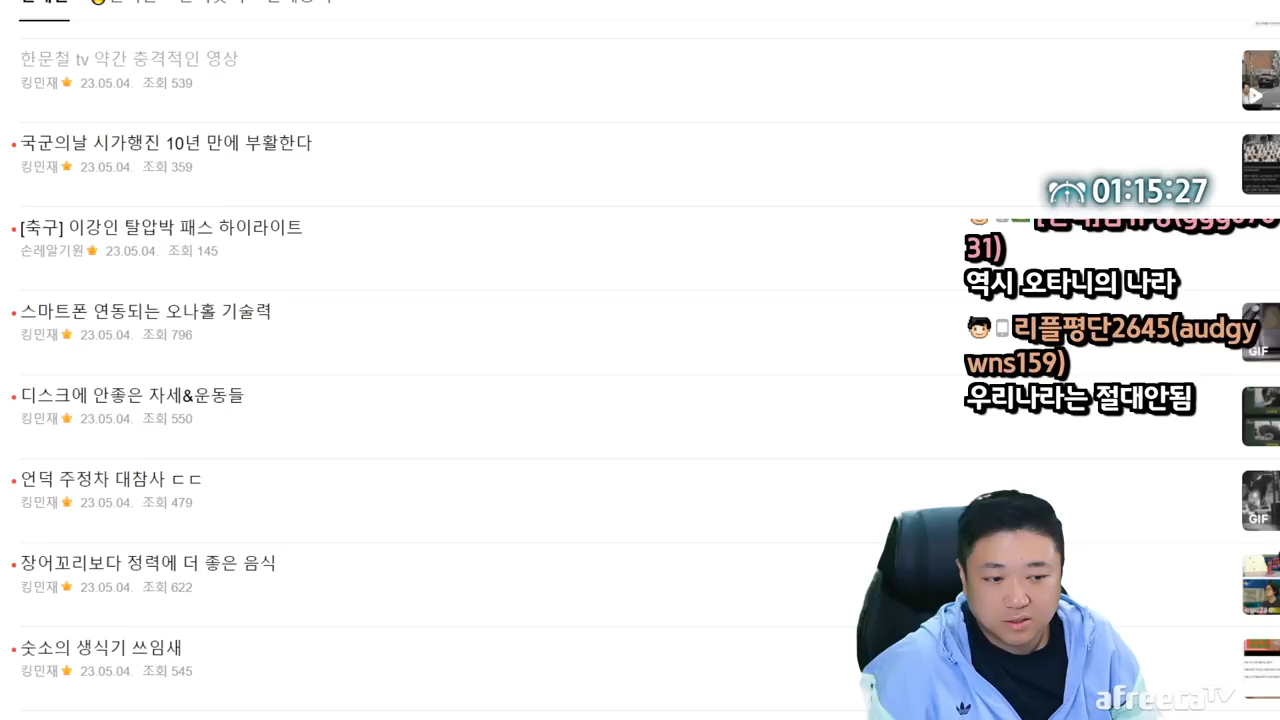 한문철 tv 약간 충격적인 영상
킹민재 23.05.04. 조회 539
국군의날 시가행진 10년 만에 부활한다
킹민재 23.05.04. 조회 359
01:15:27
[축구] 이강인 탈압박 패스 하이라이트
손레알기원 23.05.04. 조회 145
31)
역시 오타니의 나라
스마트폰 연동되는 오나홀 기술력
킹민재 23.05.04. 조회 796
리플평단2645(audgy
wns159)
우리나라는 절대안됨
GIF
디스크에 안좋은 자세&운동들
킹민재 23.05.04. 조회 550
언덕 주정차 대참사 ㄷㄷ
킹민재 23.05.04. 조회 479
GIF
장어꼬리보다 정력에 더 좋은 음식
킹민재 23.05.04. 조회 622
숫소의 생식기 쓰임새
킹민재 23.05.04. 조회 545
afreecaTV